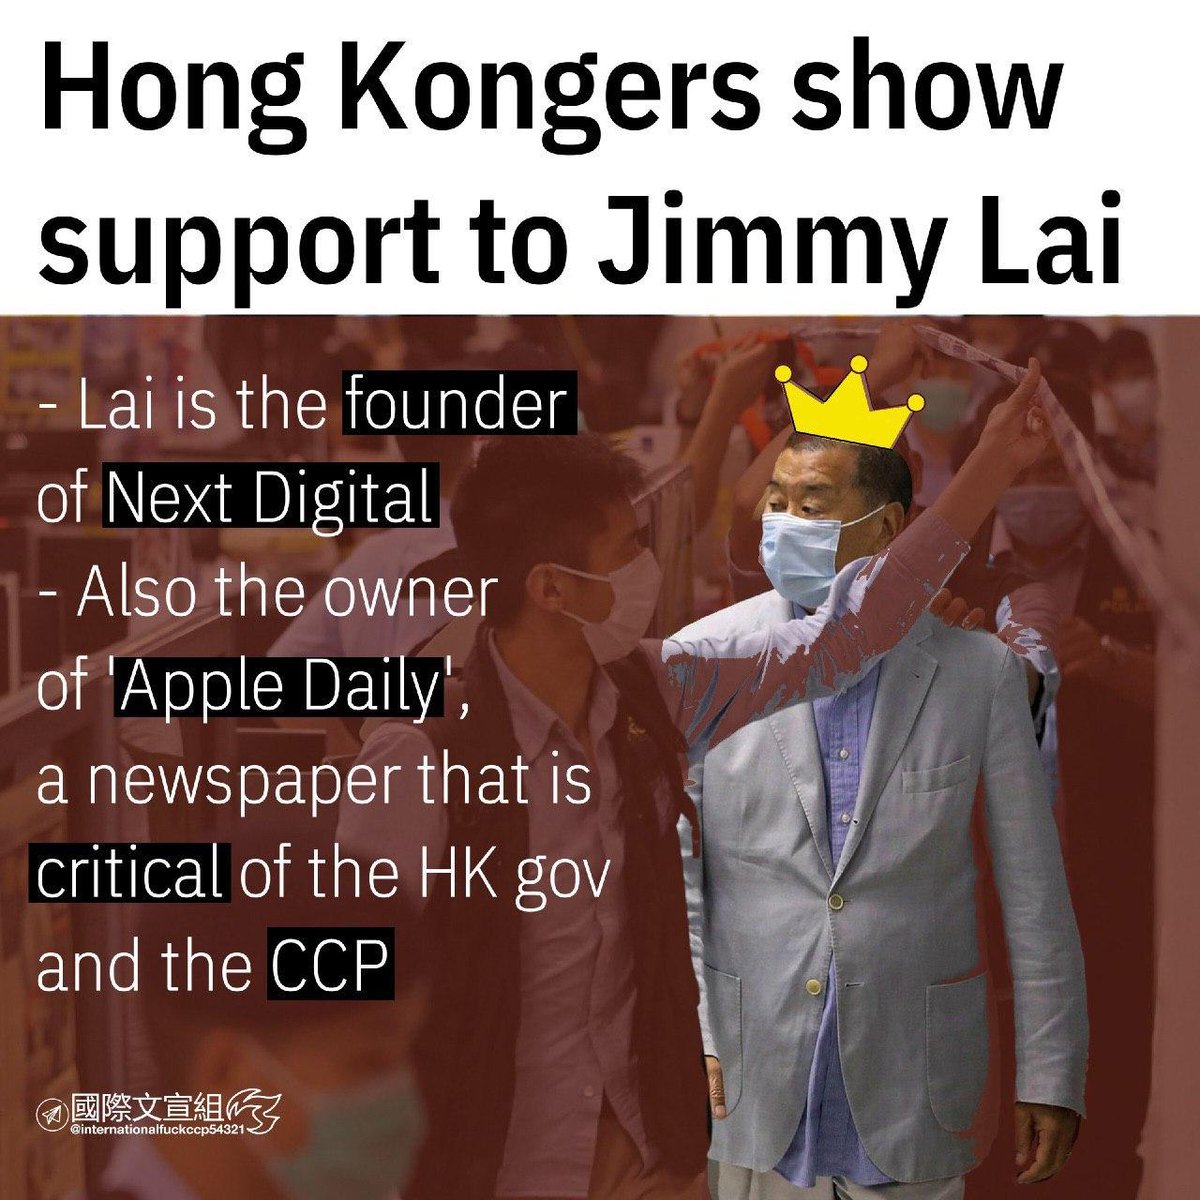 Hong Kongers show
support to Jimmy Lai
- Lai is the founder
of Next Digital
- Also the owner
of 'Apple Daily',
a newspaper that is
critical of the HK gov
and the CCP
國際文宣組
@internationalfuckccp54321